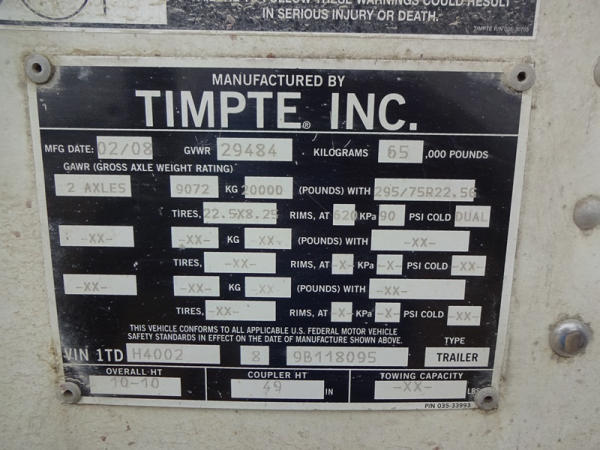 IN SERIOUS INJURY OR DEATH.
MANUFACTURED BY
TIMPTE® INC.
MFG DATE: 02/08 GVWR 29484 KILOGRAMS 65 ,000 POUNDS
GAWR (GROSS AXLE WEIGHT RATING)
2 AXLES 9072 KG 20000 (POUNDS) WITH 295/75R22.5G
TIRES, 22.5X8.25 RIMS, AT 620 KPa 90 PSI COLD DUAL
-XX- -XX- KG -XX- (POUNDS) WITH -XX-
TIRES, -XX- RIMS, AT -X- KPa -X- PSI COLD -XX-
-XX- -XX- KG -XX- (POUNDS) WITH -XX-
TIRES, -XX- RIMS, AT -X- KPa -X- PSI COLD -XX-
THIS VEHICLE CONFORMS TO ALL APPLICABLE U.S. FEDERAL MOTOR VEHICLE
SAFETY STANDARDS IN EFFECT ON THE DATE OF MANUFACTURE SHOWN ABOVE. TYPE
VIN 1TD H4002 8 9B118095 TRAILER
OVERALL HT COUPLER HT TOWING CAPACITY
10-10 49 IN -XX- LBS
P/N 035-33993